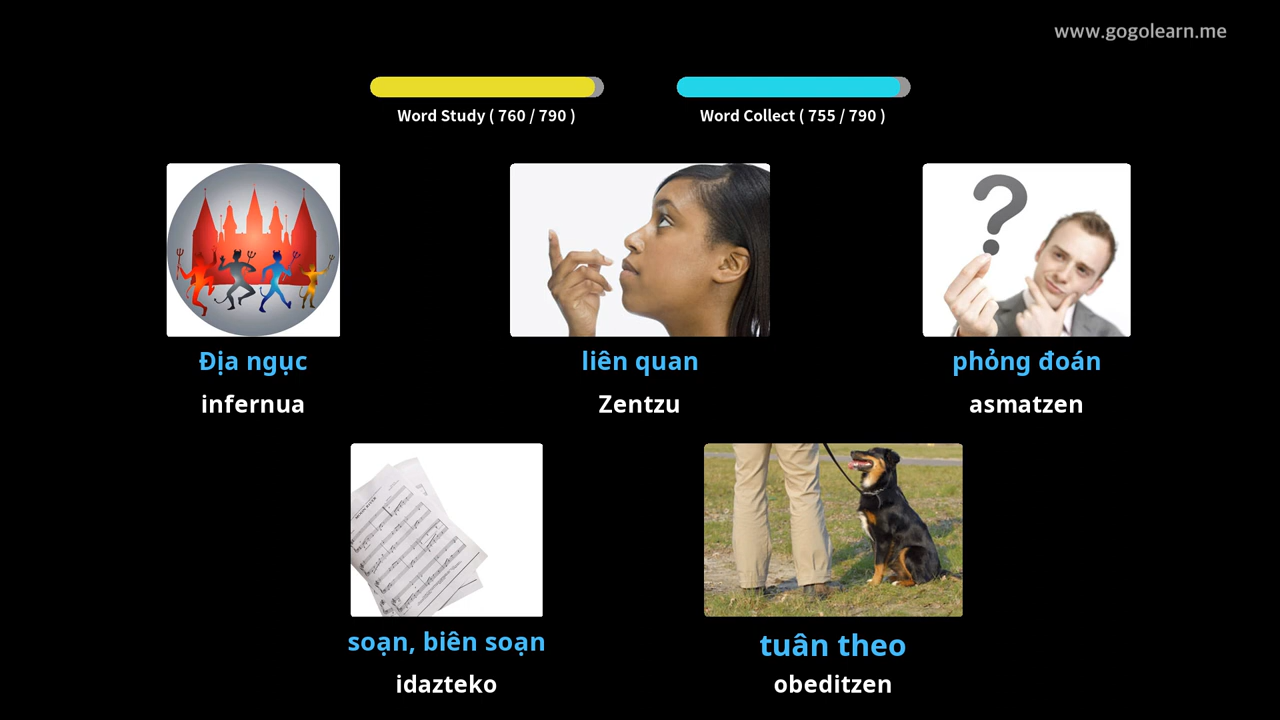 www.gogolearn.me
Word Study ( 760 / 790 )
Word Collect ( 755 / 790 )
Địa ngục
infernua
liên quan
Zentzu
phỏng đoán
asmatzen
soạn, biên soạn
idazteko
tuân theo
obeditzen